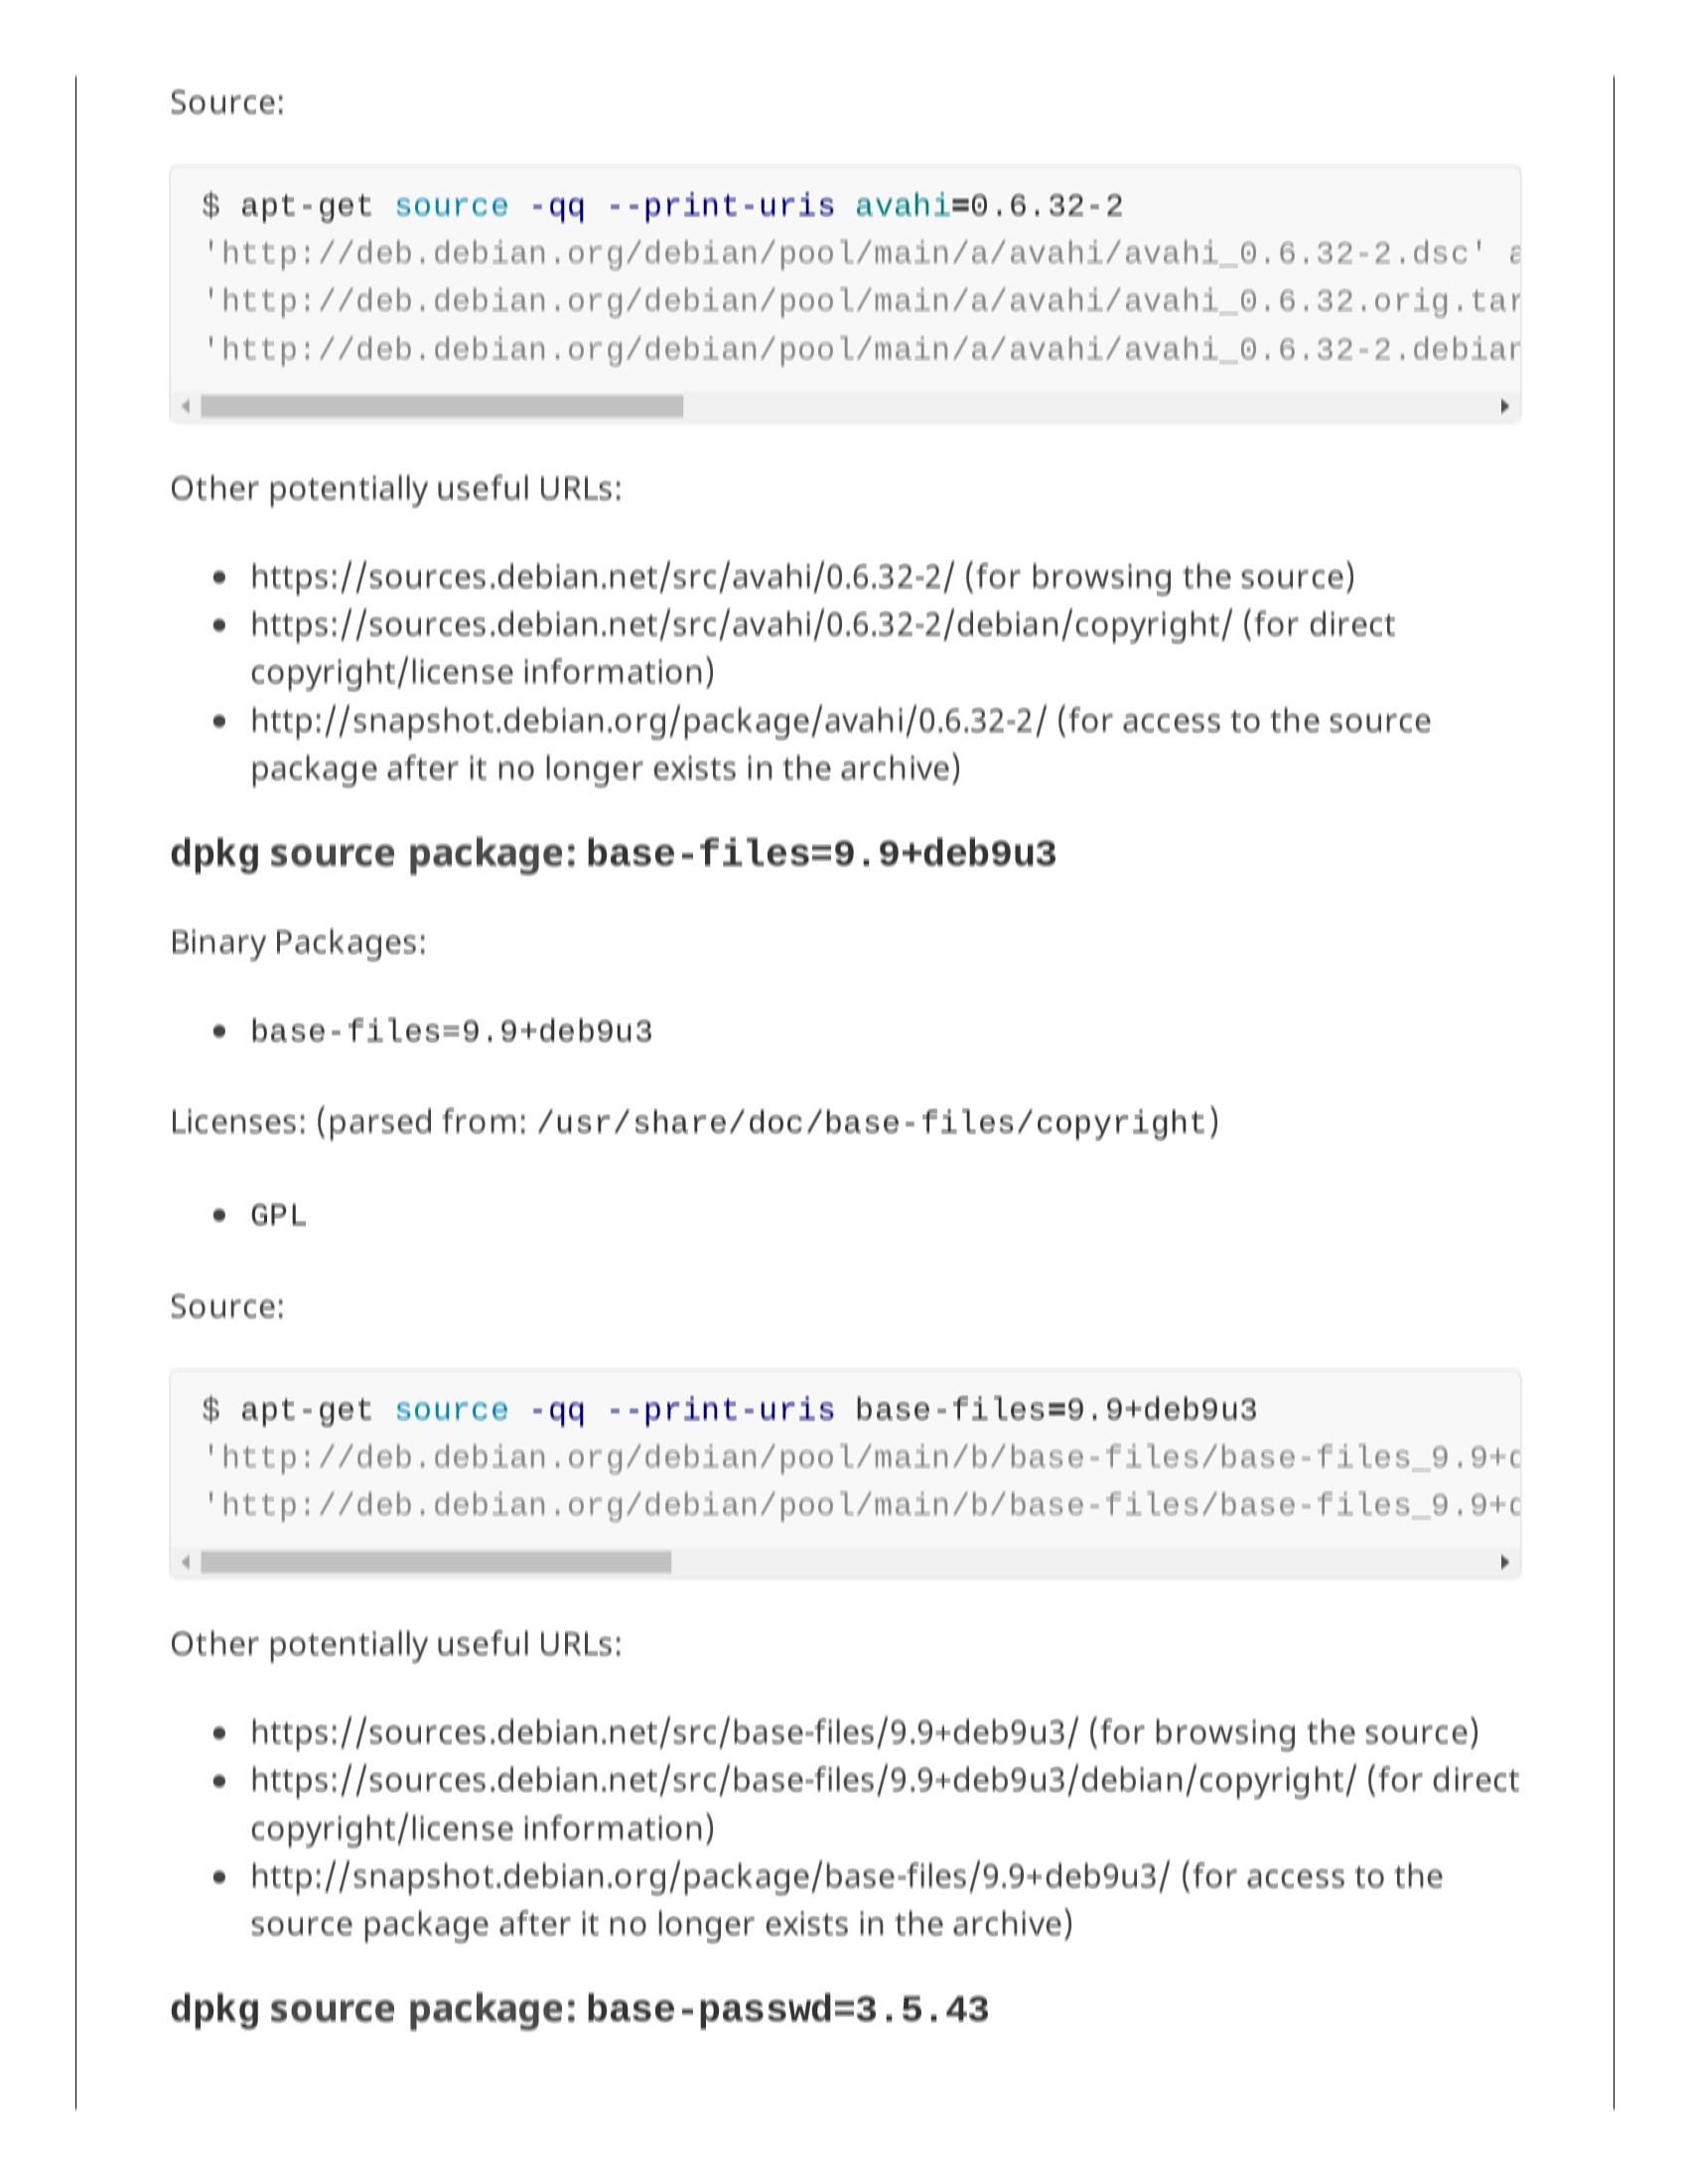 Source:
$ apt-get source -qq --print-uris avahi=0.6.32-2
'http://deb.debian.org/debian/pool/main/a/avahi/avahi_0.6.32-2.dsc' a
'http://deb.debian.org/debian/pool/main/a/avahi/avahi_0.6.32.orig.tar
'http://deb.debian.org/debian/pool/main/a/avahi/avahi_0.6.32-2.debian
Other potentially useful URLs:
• https://sources.debian.net/src/avahi/0.6.32-2/ (for browsing the source)
• https://sources.debian.net/src/avahi/0.6.32-2/debian/copyright/ (for direct
copyright/license information)
• http://snapshot.debian.org/package/avahi/0.6.32-2/ (for access to the source
package after it no longer exists in the archive)
dpkg source package: base-files=9.9+deb9u3
Binary Packages:
• base-files=9.9+deb9u3
Licenses: (parsed from: /usr/share/doc/base-files/copyright)
• GPL
Source:
$ apt-get source -qq --print-uris base-files=9.9+deb9u3
'http://deb.debian.org/debian/pool/main/b/base-files/base-files_9.9+d
'http://deb.debian.org/debian/pool/main/b/base-files/base-files_9.9+d
Other potentially useful URLs:
• https://sources.debian.net/src/base-files/9.9+deb9u3/ (for browsing the source)
• https://sources.debian.net/src/base-files/9.9+deb9u3/debian/copyright/ (for direct
copyright/license information)
• http://snapshot.debian.org/package/base-files/9.9+deb9u3/ (for access to the
source package after it no longer exists in the archive)
dpkg source package: base-passwd=3.5.43